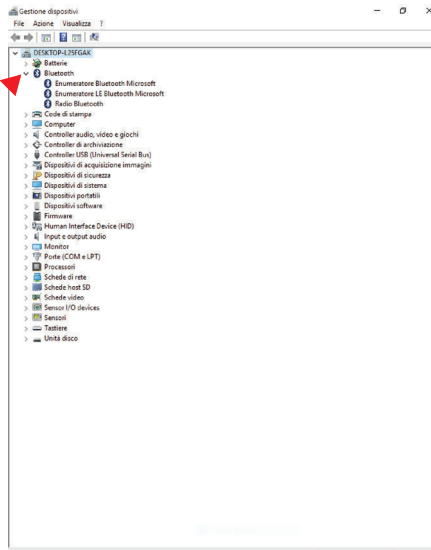 Gestione dispositivi
File Azione Visualizza ?
DESKTOP-L25FGAK
Batterie
Bluetooth
Enumeratore Bluetooth Microsoft
Enumeratore LE Bluetooth Microsoft
Radio Bluetooth
Code di stampa
Computer
Controller audio, video e giochi
Controller di archiviazione
Controller USB (Universal Serial Bus)
Dispositivi di acquisizione immagini
Dispositivi di sicurezza
Dispositivi di sistema
Dispositivi portatili
Dispositivi software
Firmware
Human Interface Device (HID)
Input e output audio
Monitor
Porte (COM e LPT)
Processori
Schede di rete
Schede host SD
Schede video
Sensor I/O devices
Sensori
Tastiere
Unità disco